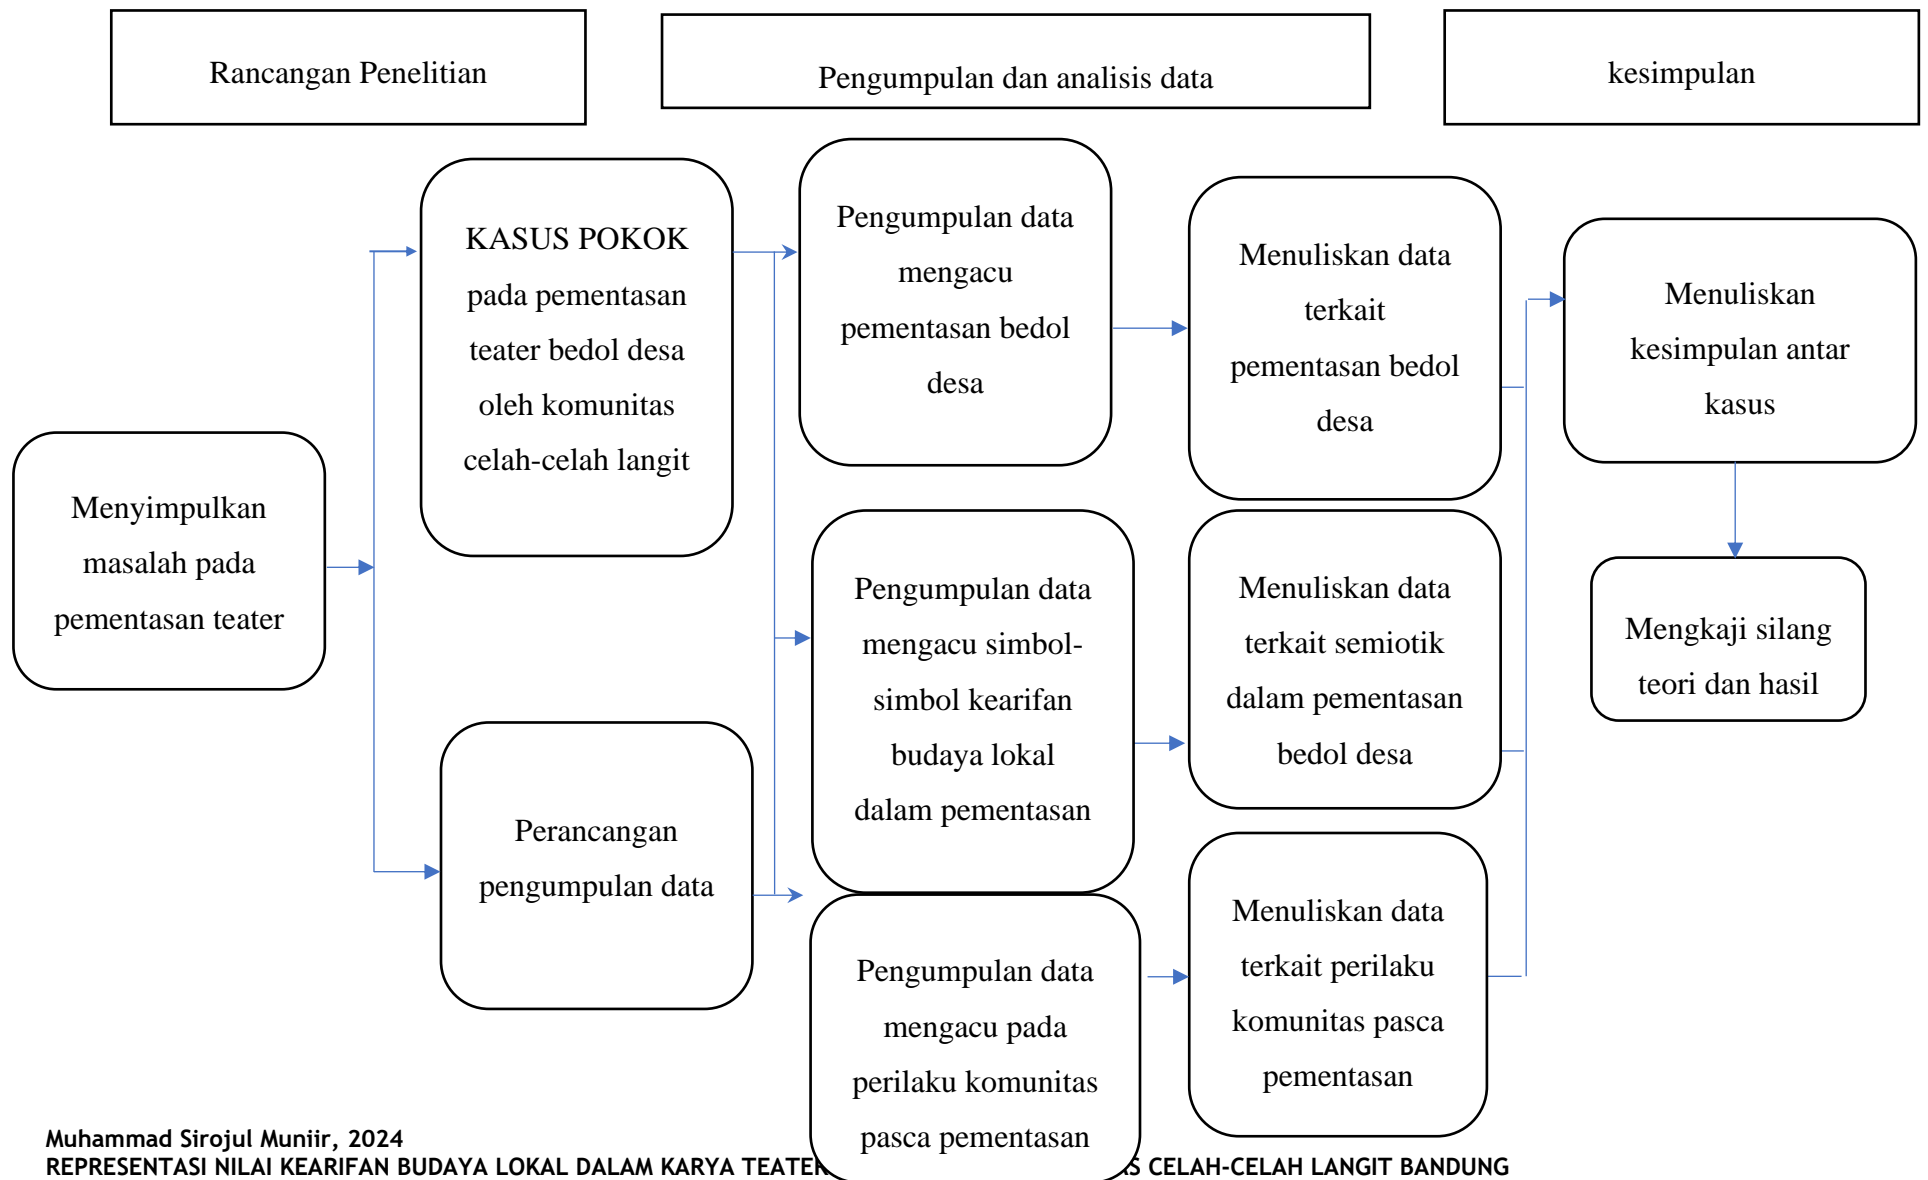 Rancangan Penelitian
Pengumpulan dan analisis data
kesimpulan
Menyimpulkan
masalah pada
pementasan teater
KASUS POKOK
pada pementasan
teater bedol desa
oleh komunitas
celah-celah langit
Perancangan
pengumpulan data
Pengumpulan data
mengacu
pementasan bedol
desa
Pengumpulan data
mengacu simbol-
simbol kearifan
budaya lokal
dalam pementasan
Pengumpulan data
mengacu pada
perilaku komunitas
pasca pementasan
Menuliskan data
terkait
pementasan bedol
desa
Menuliskan data
terkait semiotik
dalam pementasan
bedol desa
Menuliskan data
terkait perilaku
komunitas pasca
pementasan
Menuliskan
kesimpulan antar
kasus
Mengkaji silang
teori dan hasil
Muhammad Sirojul Muniir, 2024
REPRESENTASI NILAI KEARIFAN BUDAYA LOKAL DALAM KARYA TEATER S CELAH-CELAH LANGIT BANDUNG